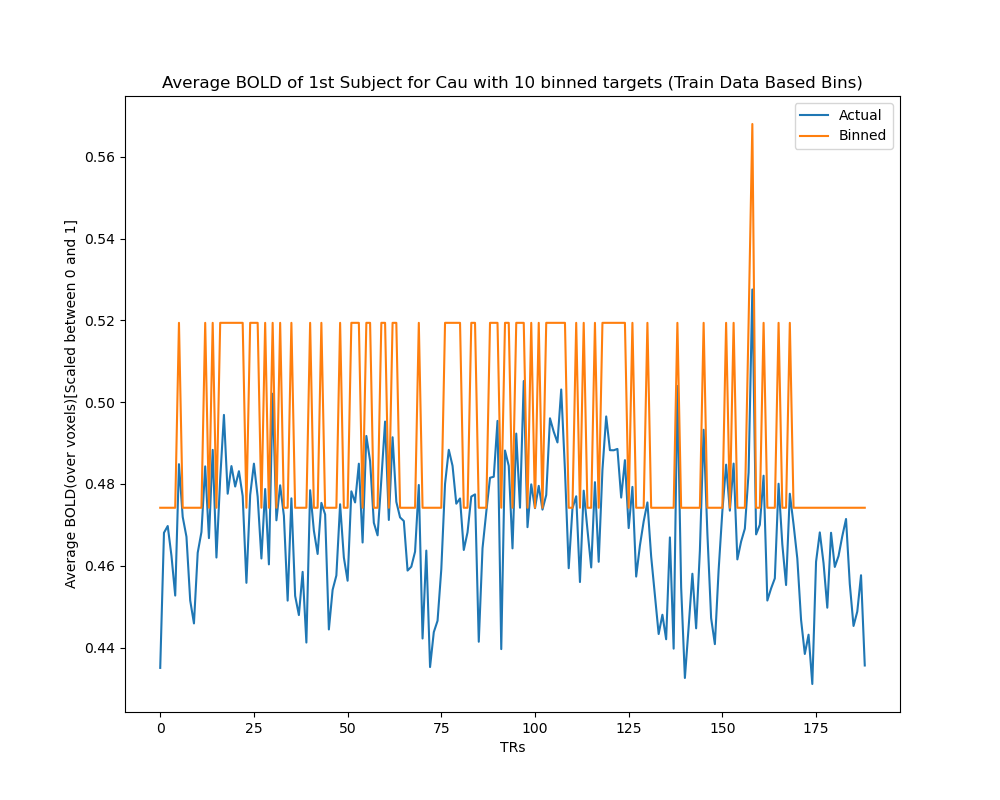 Average BOLD of 1st Subject for Cau with 10 binned targets (Train Data Based Bins)
Actual
Binned
0.56
0.54
0.52
0.50
0.48
0.46
0.44
Average BOLD(over voxels)[Scaled between 0 and 1]
0 25 50 75 100 125 150 175
TRs